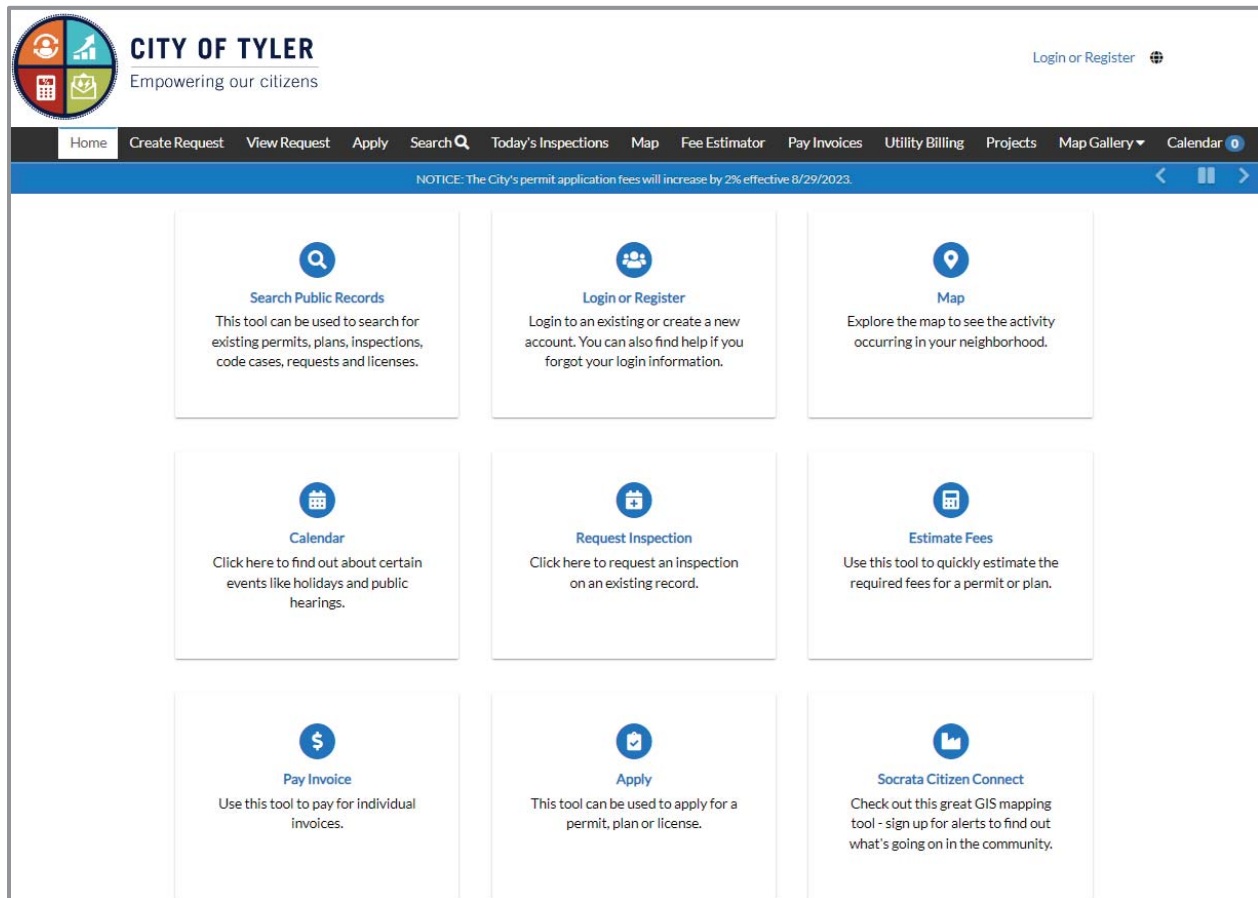 CITY OF TYLER
Empowering our citizens
Login or Register
Home Create Request View Request Apply Search Today's Inspections Map Fee Estimator Pay Invoices Utility Billing Projects Map Gallery Calendar 0
NOTICE: The City's permit application fees will increase by 2% effective 8/29/2023.
Search Public Records
This tool can be used to search for
existing permits, plans, inspections,
code cases, requests and licenses.
Login or Register
Login to an existing or create a new
account. You can also find help if you
forgot your login information.
Map
Explore the map to see the activity
occurring in your neighborhood.
Calendar
Click here to find out about certain
events like holidays and public
hearings.
Request Inspection
Click here to request an inspection
on an existing record.
Estimate Fees
Use this tool to quickly estimate the
required fees for a permit or plan.
Pay Invoice
Use this tool to pay for individual
invoices.
Apply
This tool can be used to apply for a
permit, plan or license.
Socrata Citizen Connect
Check out this great GIS mapping
tool - sign up for alerts to find out
what's going on in the community.